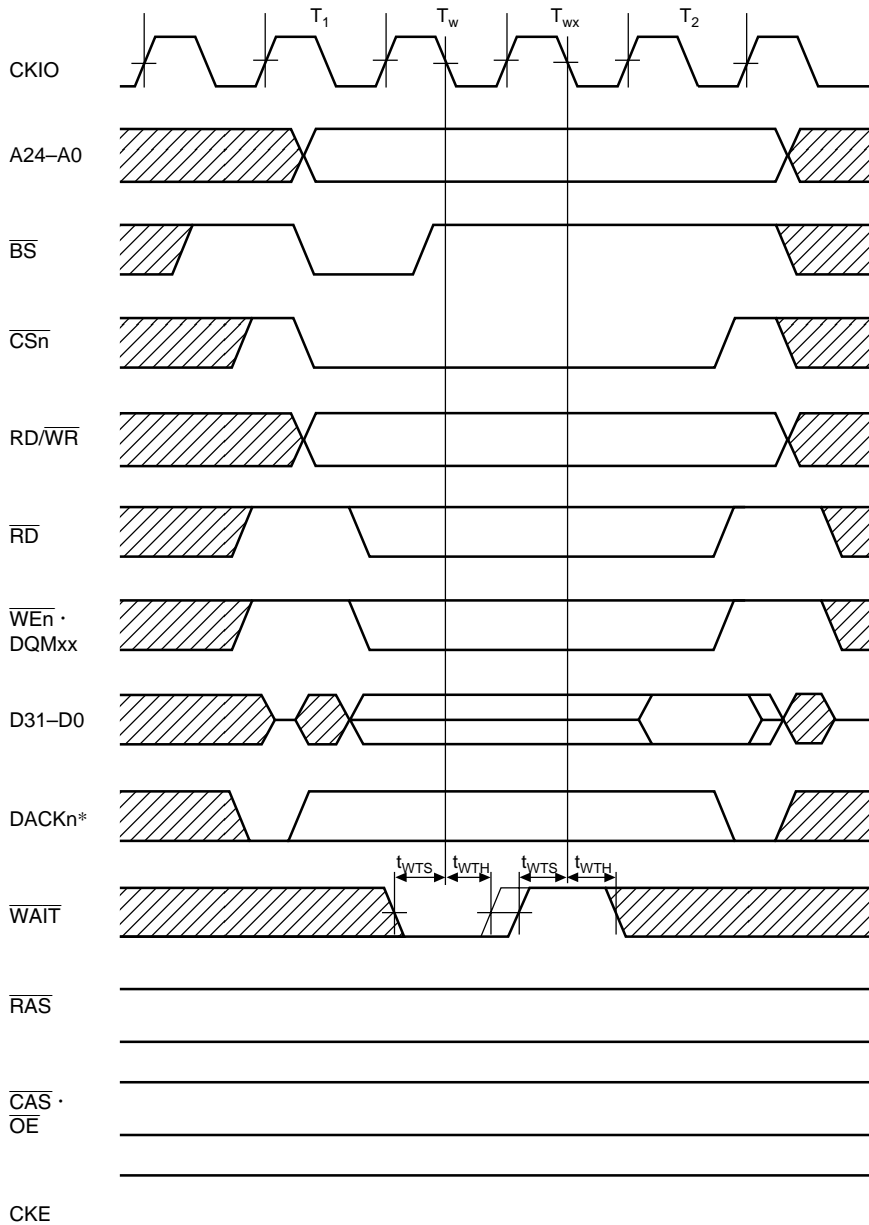 T1 Tw Twx T2
CKIO
A24–A0
BS
CSn
RD/WR
RD
WEn ·
DQMxx
D31–D0
DACKn*
tWTS tWTH tWTS tWTH
WAIT
RAS
CAS ·
OE
CKE